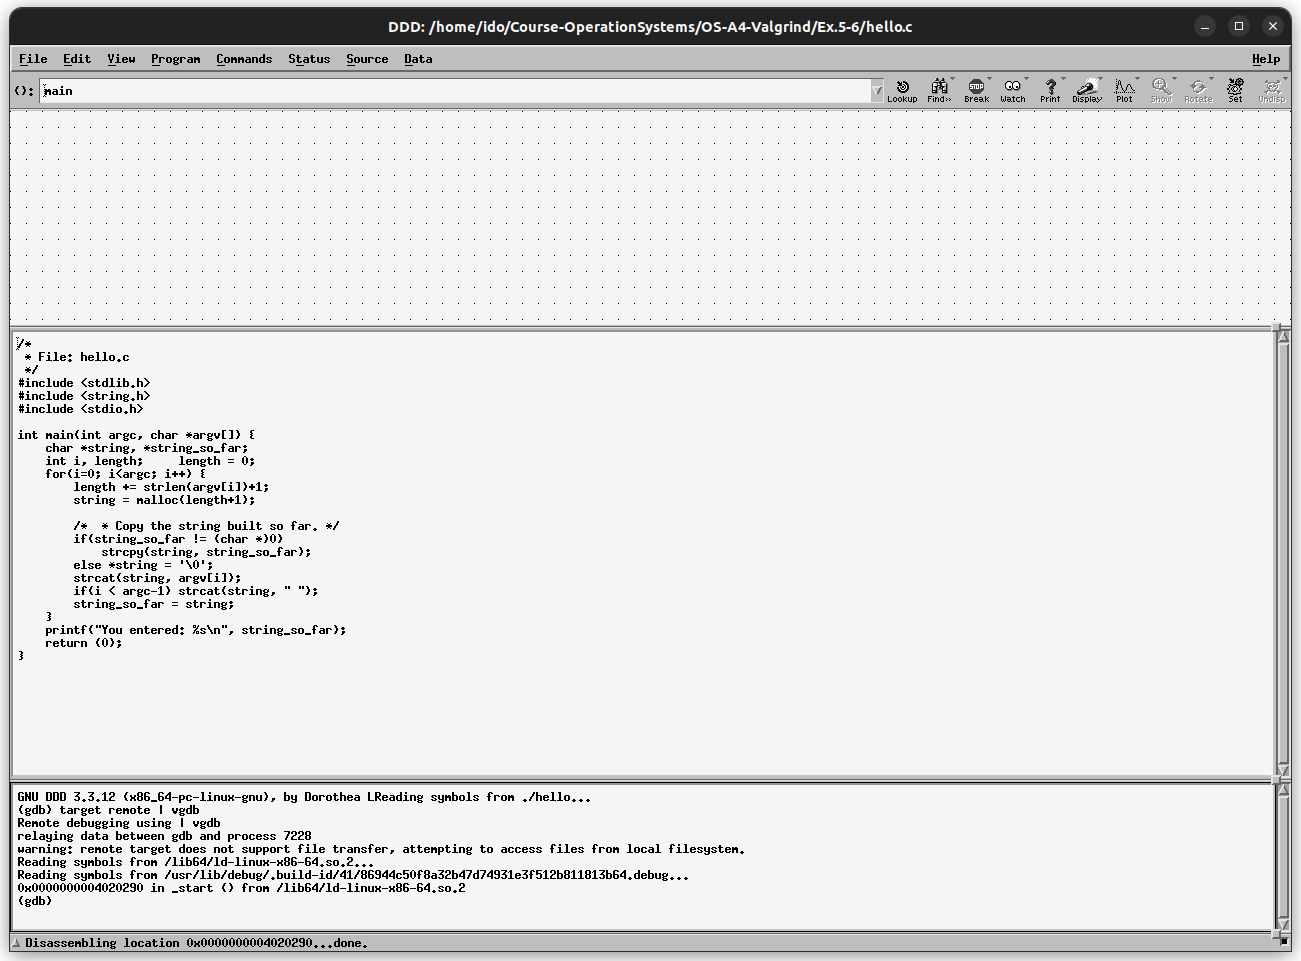 DDD: /home/ido/Course-OperationSystems/OS-A4-Valgrind/Ex.5-6/hello.c
File Edit View Program Commands Status Source Data Help
(): main
Lookup Find>> Break Watch Print Display Plot Show Rotate Set Undisp
/*
 * File: hello.c
 */
#include <stdlib.h>
#include <string.h>
#include <stdio.h>

int main(int argc, char *argv[]) {
    char *string, *string_so_far;
    int i, length;     length = 0;
    for(i=0; i<argc; i++) {
        length += strlen(argv[i])+1;
        string = malloc(length+1);

        /*  * Copy the string built so far. */
        if(string_so_far != (char *)0)
            strcpy(string, string_so_far);
        else *string = '\0';
        strcat(string, argv[i]);
        if(i < argc-1) strcat(string, " ");
        string_so_far = string;
    }
    printf("You entered: %s\n", string_so_far);
    return (0);
}
GNU DDD 3.3.12 (x86_64-pc-linux-gnu), by Dorothea LReading symbols from ./hello...
(gdb) target remote | vgdb
Remote debugging using | vgdb
relaying data between gdb and process 7228
warning: remote target does not support file transfer, attempting to access files from local filesystem.
Reading symbols from /lib64/ld-linux-x86-64.so.2...
Reading symbols from /usr/lib/debug/.build-id/41/86944c50f8a32b47d74931e3f512b811813b64.debug...
0x0000000004020290 in _start () from /lib64/ld-linux-x86-64.so.2
(gdb)
Disassembling location 0x0000000004020290...done.